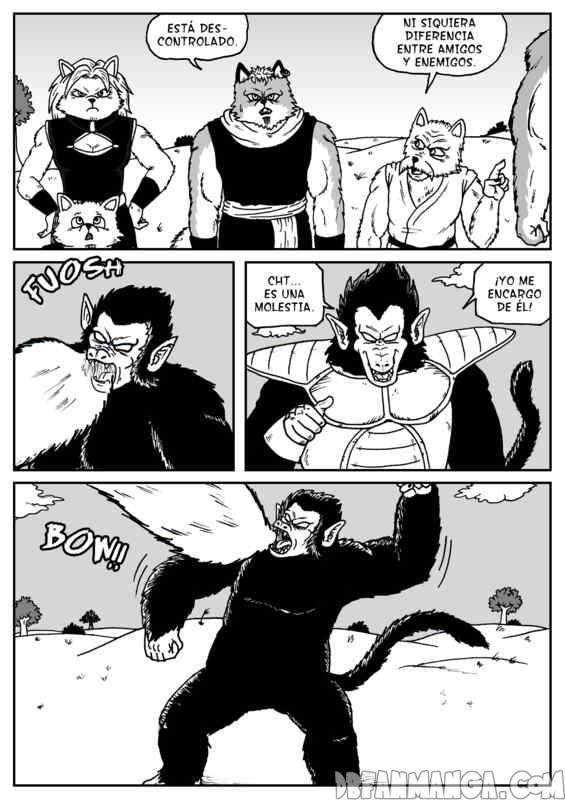 ESTÁ DES-
CONTROLADO.
NI SIQUIERA
DIFERENCIA
ENTRE AMIGOS
Y ENEMIGOS.
FUOSH
CHT...
ES UNA
MOLESTIA.
¡YO ME
ENCARGO
DE ÉL!
BOW!!
DBFANMANGA.COM